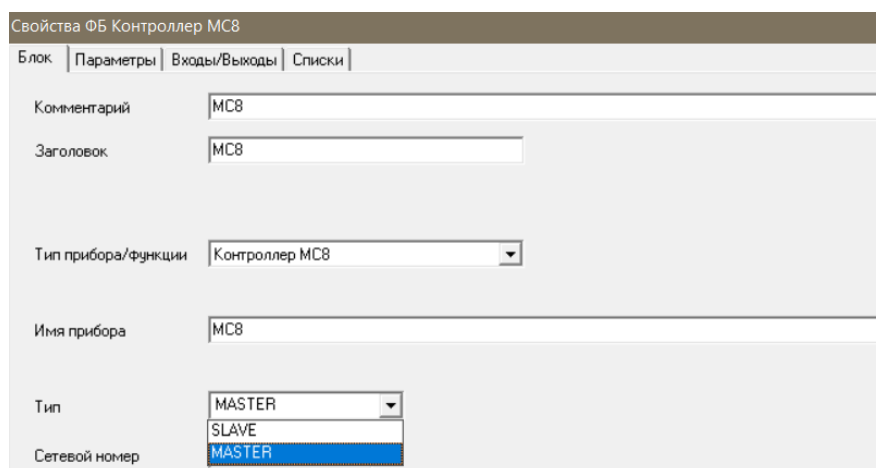 Свойства ФБ Контроллер МС8
Блок Параметры Входы/Выходы Списки
Комментарий МС8
Заголовок МС8
Тип прибора/функции Контроллер МС8
Имя прибора МС8
Тип MASTER
SLAVE
Сетевой номер MASTER